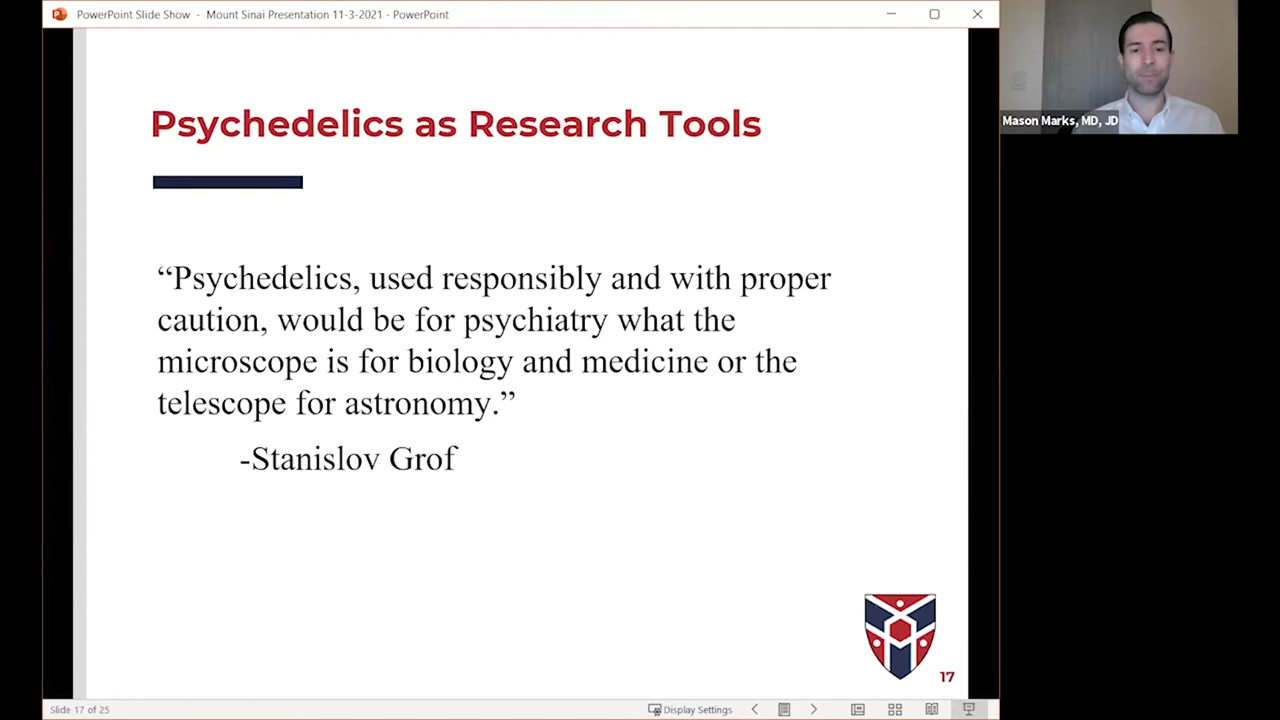 PowerPoint Slide Show - Mount Sinai Presentation 11-3-2021 - PowerPoint
Mason Marks, MD, JD
Psychedelics as Research Tools
“Psychedelics, used responsibly and with proper
caution, would be for psychiatry what the
microscope is for biology and medicine or the
telescope for astronomy.”
-Stanislov Grof
17
Slide 17 of 25
Display Settings